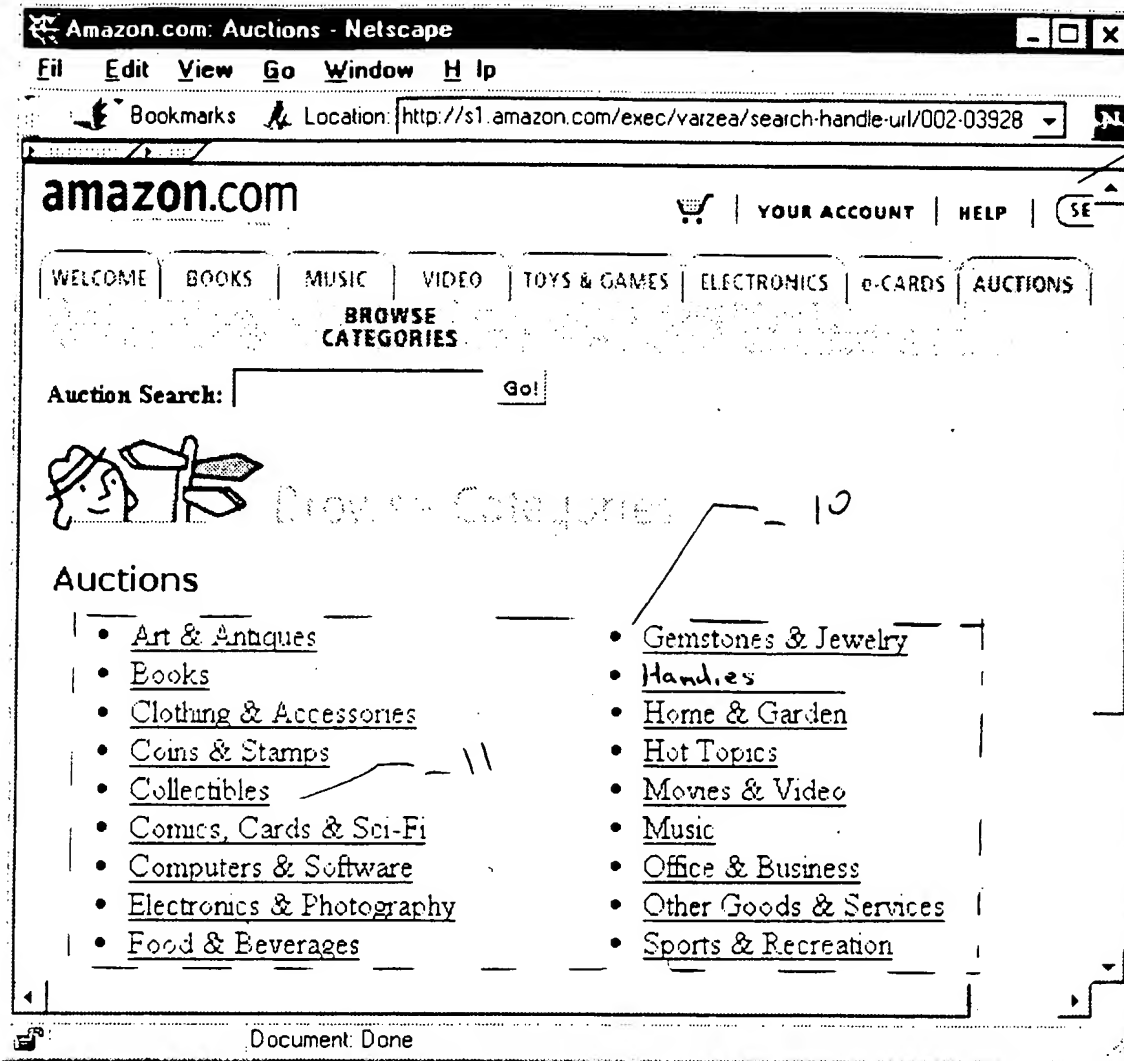 Amazon.com: Auctions - Netscape
Fil Edit View Go Window H lp
Bookmarks Location: http://s1.amazon.com/exec/varzea/search-handle-url/002-03928 N
amazon.com
YOUR ACCOUNT | HELP | SE
WELCOME BOOKS MUSIC VIDEO TOYS & GAMES ELECTRONICS e-CARDS AUCTIONS
BROWSE
CATEGORIES
Auction Search: Go!
Browse Categories
10
Auctions
• Art & Antiques
• Books
• Clothing & Accessories
• Coins & Stamps
11
• Collectibles
• Comics, Cards & Sci-Fi
• Computers & Software
• Electronics & Photography
• Food & Beverages
• Gemstones & Jewelry
• Handies
• Home & Garden
• Hot Topics
• Movies & Video
• Music
• Office & Business
• Other Goods & Services
• Sports & Recreation
Document: Done